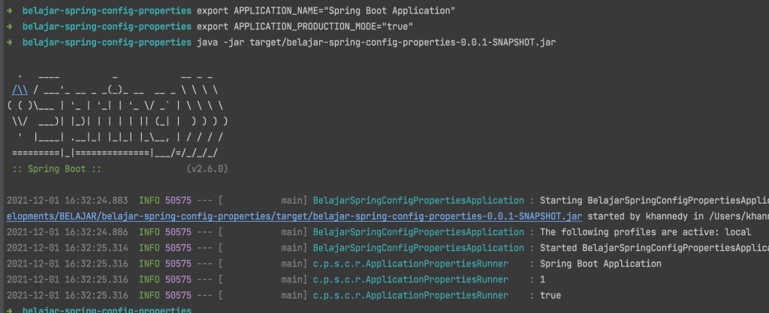 ➜ belajar-spring-config-properties export APPLICATION_NAME="Spring Boot Application"
➜ belajar-spring-config-properties export APPLICATION_PRODUCTION_MODE="true"
➜ belajar-spring-config-properties java -jar target/belajar-spring-config-properties-0.0.1-SNAPSHOT.jar
  .   ____          _            __ _ _
 /\\ / ___'_ __ _ _(_)_ __  __ _ \ \ \ \
( ( )\___ | '_ | '_| | '_ \/ _` | \ \ \ \
 \\/  ___)| |_)| | | | | || (_| |  ) ) ) )
  '  |____| .__|_| |_|_| |_\__, | / / / /
 =========|_|==============|___/=/_/_/_/
 :: Spring Boot ::                (v2.6.0)
2021-12-01 16:32:24.883  INFO 50575 --- [           main] BelajarSpringConfigPropertiesApplication : Starting BelajarSpringConfigPropertiesApplic
elopments/BELAJAR/belajar-spring-config-properties/target/belajar-spring-config-properties-0.0.1-SNAPSHOT.jar started by khannedy in /Users/khann
2021-12-01 16:32:24.886  INFO 50575 --- [           main] BelajarSpringConfigPropertiesApplication : The following profiles are active: local
2021-12-01 16:32:25.314  INFO 50575 --- [           main] BelajarSpringConfigPropertiesApplication : Started BelajarSpringConfigPropertiesApplica
2021-12-01 16:32:25.316  INFO 50575 --- [           main] c.p.s.c.r.ApplicationPropertiesRunner    : Spring Boot Application
2021-12-01 16:32:25.316  INFO 50575 --- [           main] c.p.s.c.r.ApplicationPropertiesRunner    : 1
2021-12-01 16:32:25.316  INFO 50575 --- [           main] c.p.s.c.r.ApplicationPropertiesRunner    : true
➜ belajar-spring-config-properties